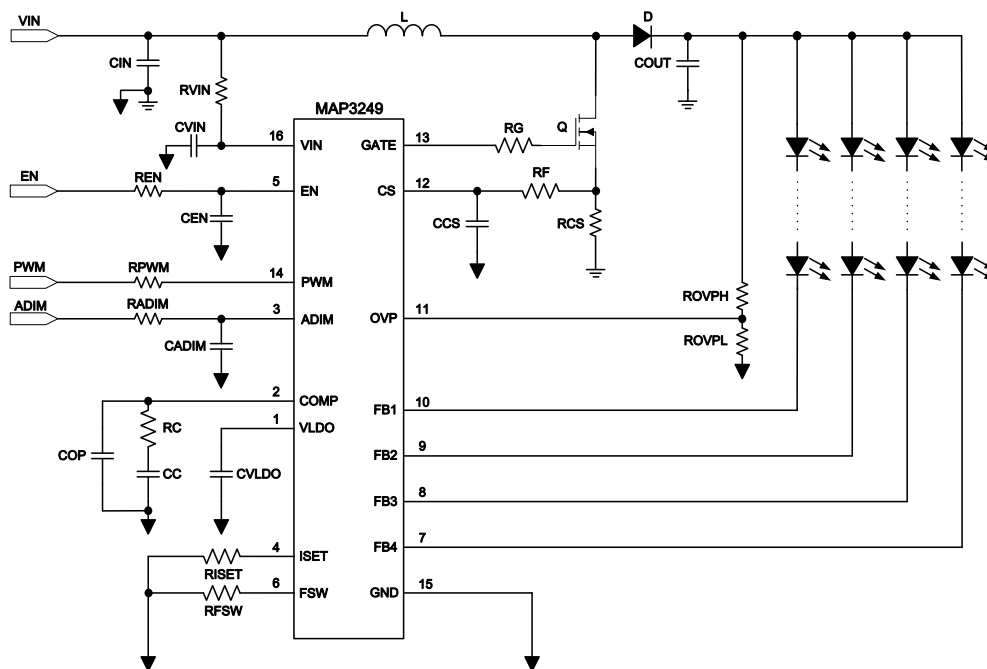 VIN
L
D
CIN
COUT
RVIN
MAP3249
CVIN
16
VIN
GATE
13
RG
Q
EN
REN
5
EN
CS
12
RF
CEN
CCS
RCS
PWM
RPWM
14
PWM
ADIM
RADIM
3
ADIM
OVP
11
ROVPH
ROVPL
CADIM
2
COMP
RC
1
VLDO
FB1
10
COP
CC
CVLDO
FB2
9
FB3
8
4
ISET
FB4
7
RISET
6
FSW
GND
15
RFSW